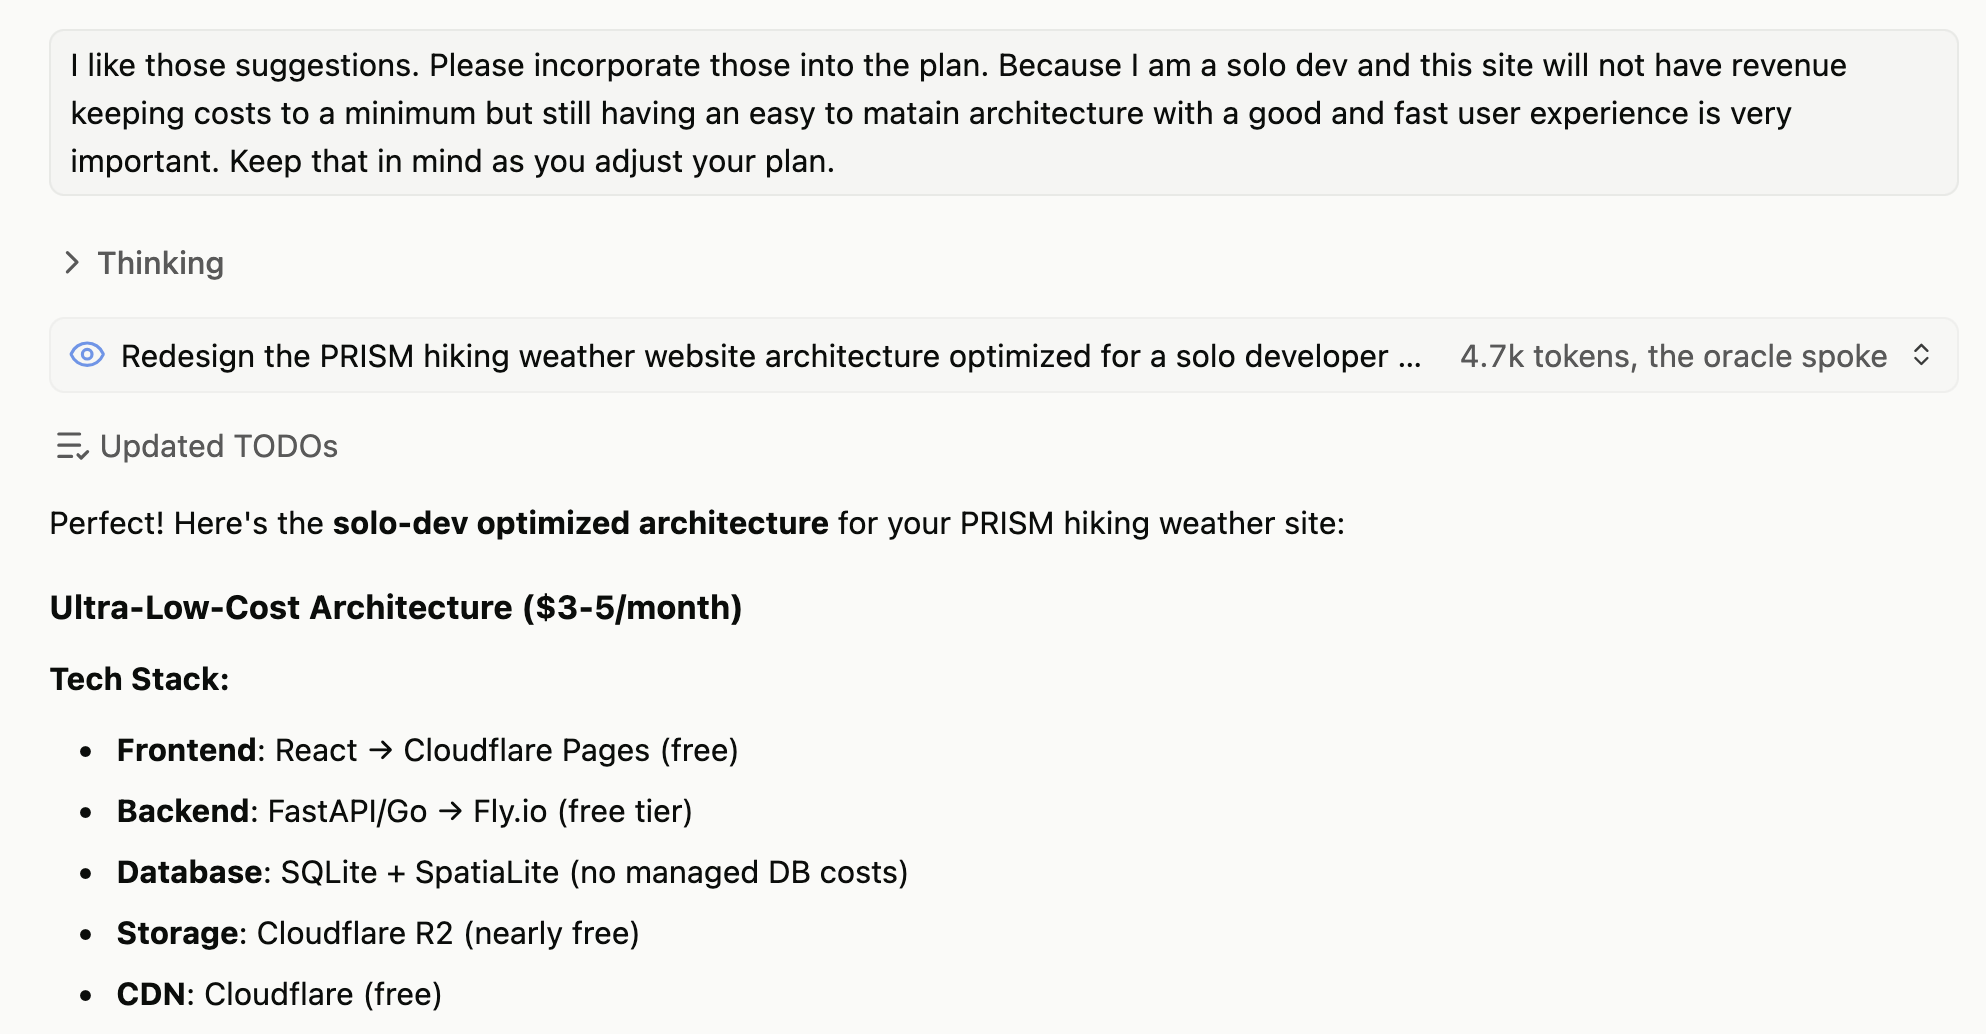 I like those suggestions. Please incorporate those into the plan. Because I am a solo dev and this site will not have revenue
keeping costs to a minimum but still having an easy to matain architecture with a good and fast user experience is very
important. Keep that in mind as you adjust your plan.
Thinking
Redesign the PRISM hiking weather website architecture optimized for a solo developer ... 4.7k tokens, the oracle spoke
Updated TODOs
Perfect! Here's the solo-dev optimized architecture for your PRISM hiking weather site:
Ultra-Low-Cost Architecture ($3-5/month)
Tech Stack:
• Frontend: React → Cloudflare Pages (free)
• Backend: FastAPI/Go → Fly.io (free tier)
• Database: SQLite + SpatiaLite (no managed DB costs)
• Storage: Cloudflare R2 (nearly free)
• CDN: Cloudflare (free)